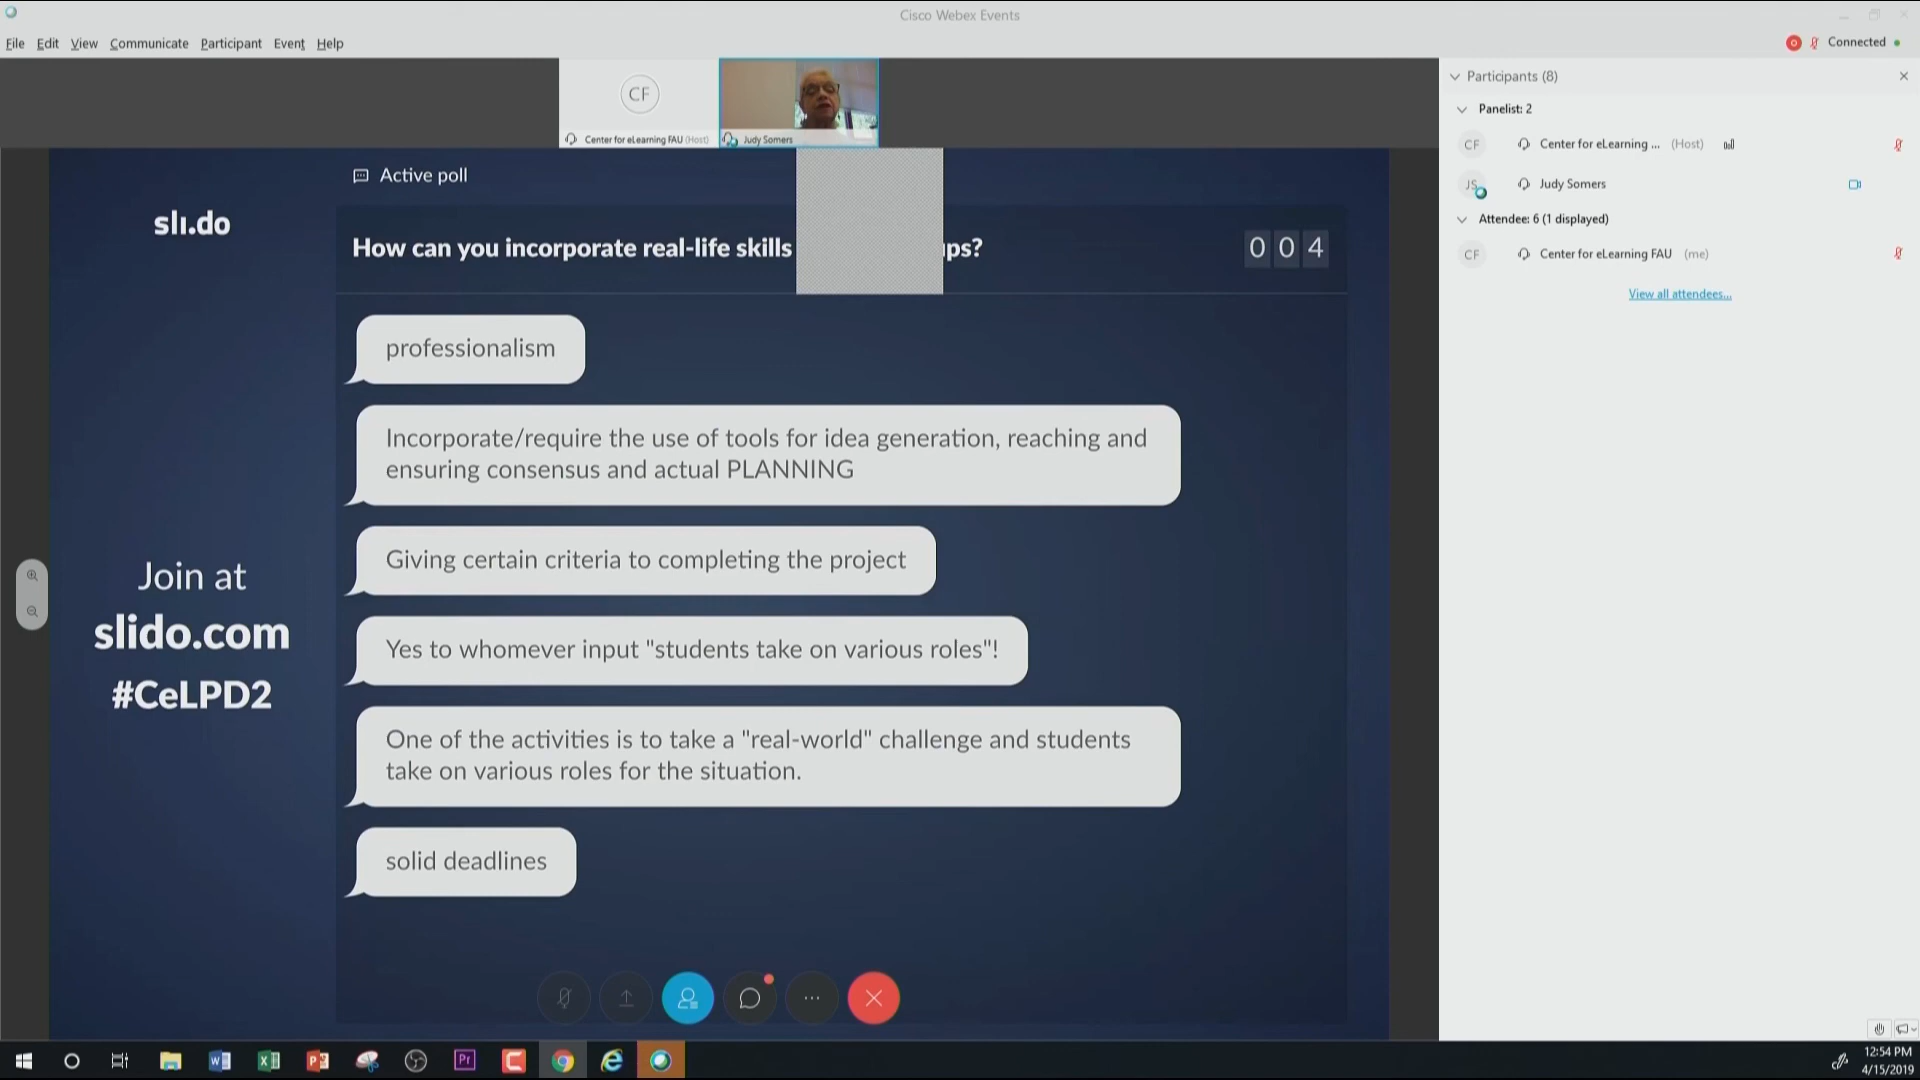 Cisco Webex Events
File Edit View Communicate Participant Event Help
Connected
CF
Center for eLearning FAU (Host)
Judy Somers
Participants (8)
Panelist: 2
CF Center for eLearning ... (Host)
JS Judy Somers
Attendee: 6 (1 displayed)
CF Center for eLearning FAU (me)
View all attendees...
Active poll
sli.do
How can you incorporate real-life skills
ps?
004
professionalism
Incorporate/require the use of tools for idea generation, reaching and
ensuring consensus and actual PLANNING
Giving certain criteria to completing the project
Yes to whomever input "students take on various roles"!
One of the activities is to take a "real-world" challenge and students
take on various roles for the situation.
solid deadlines
Join at
slido.com
#CeLPD2
Pr
12:54 PM
4/15/2019